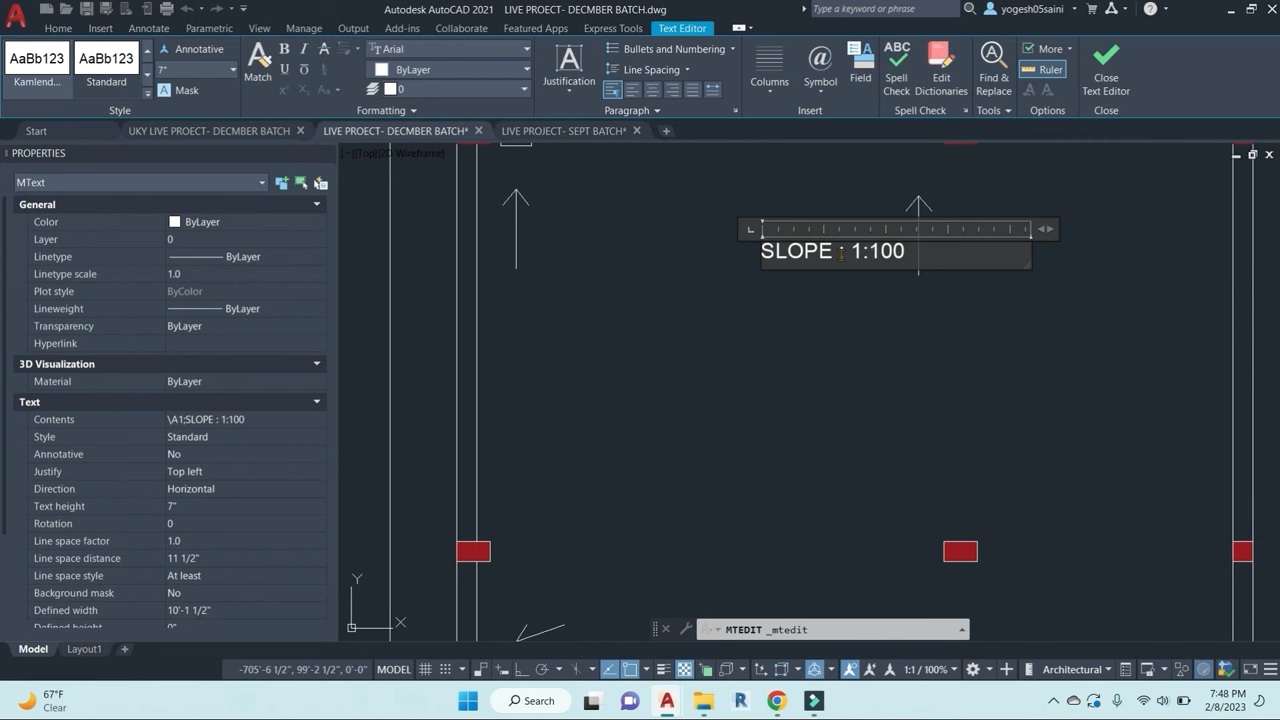 Autodesk AutoCAD 2021 LIVE PROECT- DECMBER BATCH.dwg
Type a keyword or phrase
yogesh05saini
Home Insert Annotate Parametric View Manage Output Add-ins Collaborate Featured Apps Express Tools Text Editor
AaBb123 AaBb123
Kamlend... Standard
Annotative
7"
Mask
Style
Match
B I A
U O
Arial
ByLayer
0
Formatting
Justification
Bullets and Numbering
Line Spacing
Paragraph
Columns
Symbol
Field
Insert
ABC
Spell Check
Edit Dictionaries
Spell Check
Find & Replace
Tools
More
Ruler
Options
Close Text Editor
Close
Start UKY LIVE PROECT- DECMBER BATCH LIVE PROECT- DECMBER BATCH* LIVE PROECT- SEPT BATCH*
PROPERTIES
[−][Top][2D Wireframe]
MText
General
Color ByLayer
Layer 0
Linetype ByLayer
Linetype scale 1.0
Plot style ByColor
Lineweight ByLayer
Transparency ByLayer
Hyperlink
3D Visualization
Material ByLayer
Text
Contents \A1;SLOPE : 1:100
Style Standard
Annotative No
Justify Top left
Direction Horizontal
Text height 7"
Rotation 0
Line space factor 1.0
Line space distance 11 1/2"
Line space style At least
Background mask No
Defined width 10'-1 1/2"
Defined height 0"
SLOPE : 1:100
Y
X
MTEDIT _mtedit
Model Layout1
-705'-6 1/2", 99'-2 1/2", 0'-0" MODEL
1:1 / 100%
Architectural
67°F
Clear
Search
7:48 PM
2/8/2023